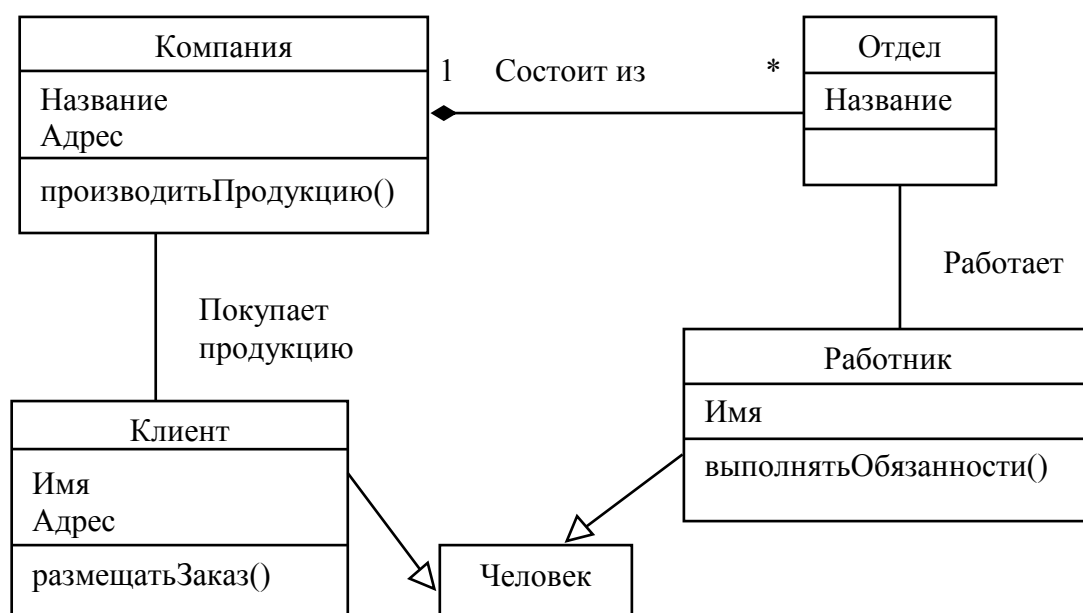 Компания
Название
Адрес
производитьПродукцию()
1 Состоит из *
Отдел
Название
Работает
Покупает
продукцию
Работник
Имя
выполнятьОбязанности()
Клиент
Имя
Адрес
размещатьЗаказ()
Человек